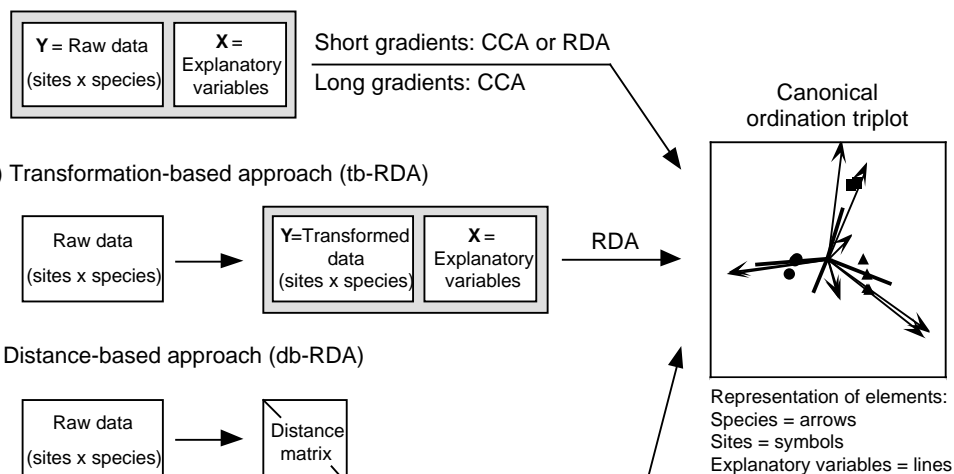 Y = Raw data
(sites x species)
X =
Explanatory
variables
Short gradients: CCA or RDA
Long gradients: CCA
Canonical
ordination triplot
) Transformation-based approach (tb-RDA)
Raw data
(sites x species)
Y=Transformed
data
(sites x species)
X =
Explanatory
variables
RDA
Distance-based approach (db-RDA)
Raw data
(sites x species)
Distance
matrix
Representation of elements:
Species = arrows
Sites = symbols
Explanatory variables = lines